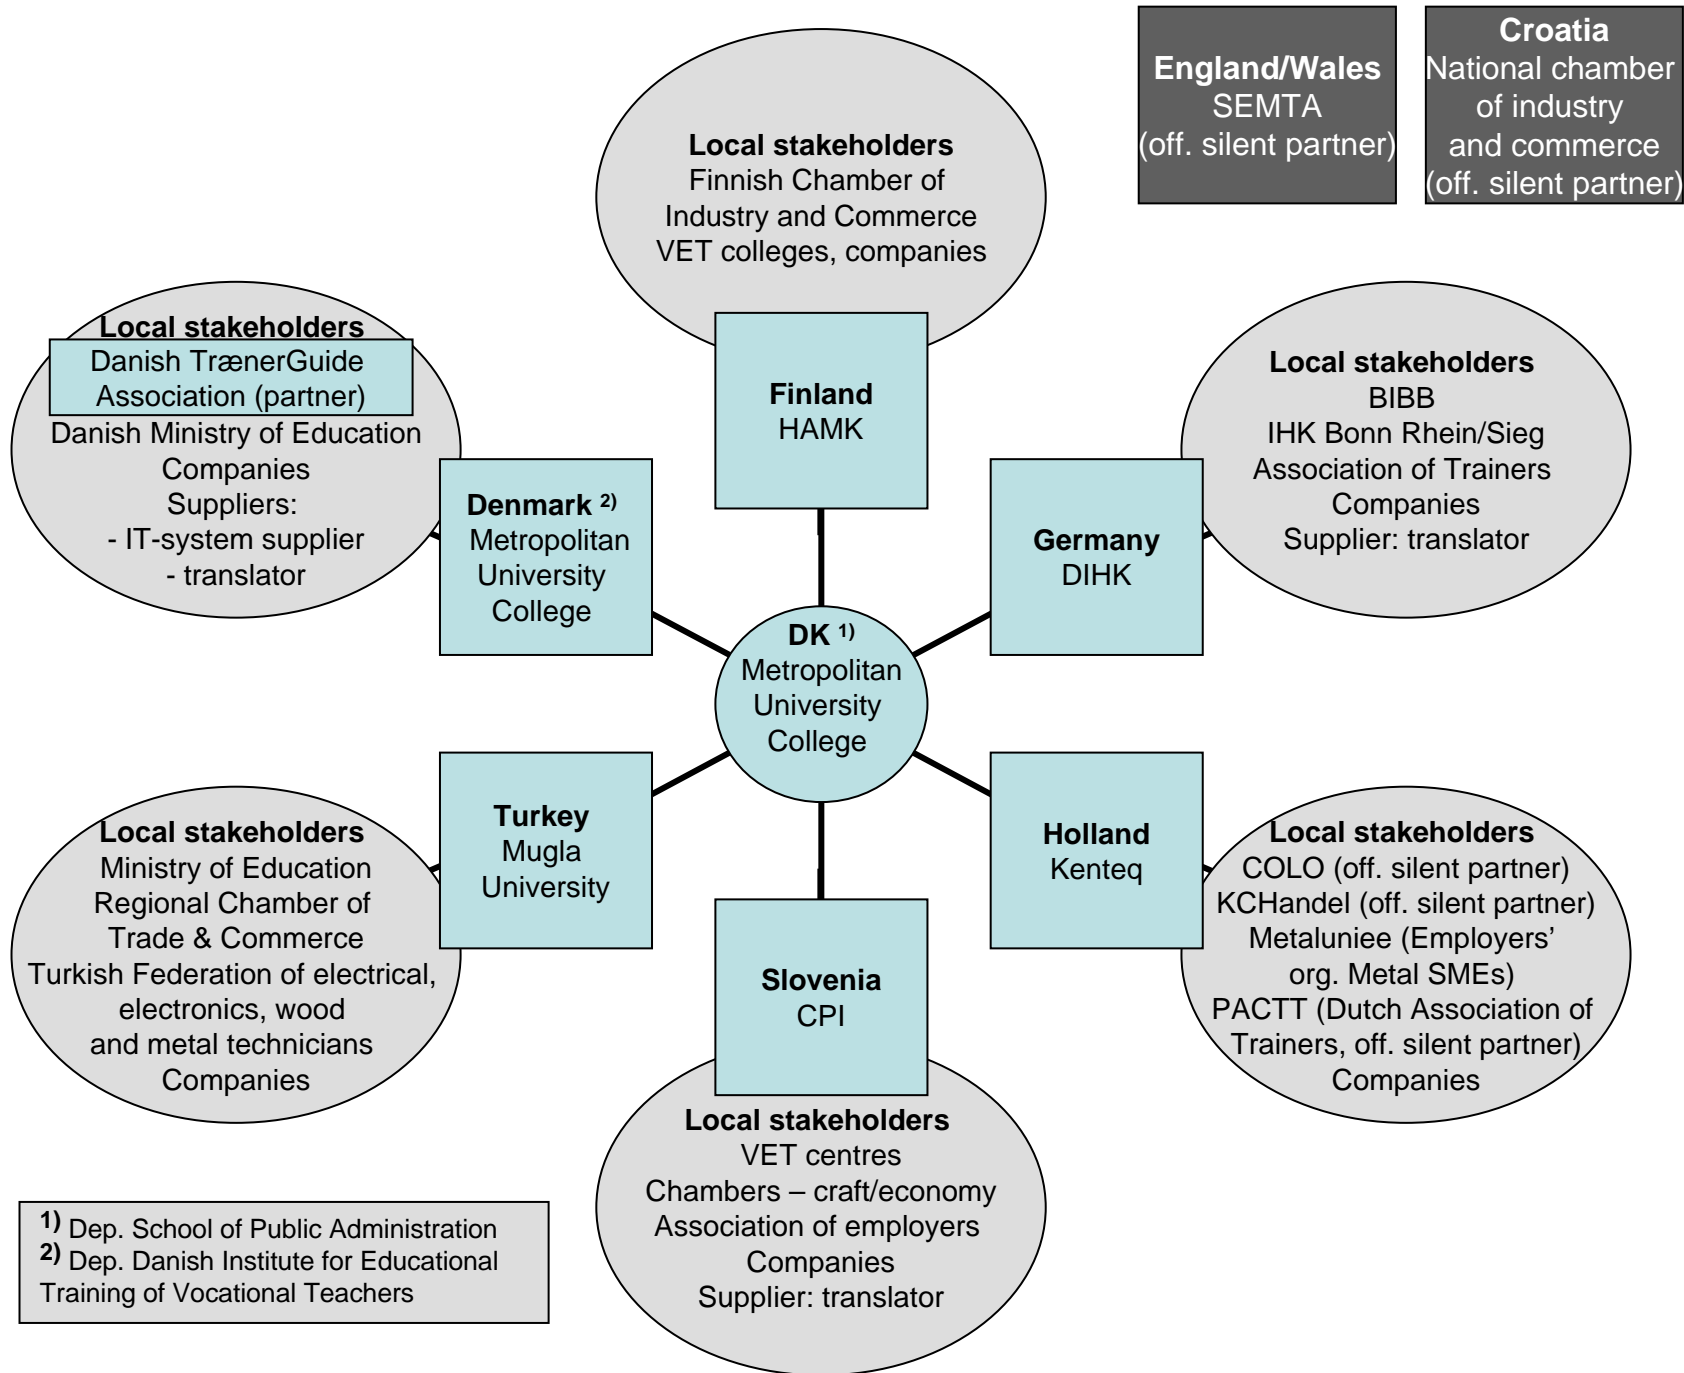 England/Wales
SEMTA
(off. silent partner)
Croatia
National chamber
of industry
and commerce
(off. silent partner)
Local stakeholders
Finnish Chamber of
Industry and Commerce
VET colleges, companies
Finland
HAMK
Local stakeholders
Danish TrænerGuide
Association (partner)
Danish Ministry of Education
Companies
Suppliers:
- IT-system supplier
- translator
Denmark 2)
Metropolitan
University
College
Local stakeholders
BIBB
IHK Bonn Rhein/Sieg
Association of Trainers
Companies
Supplier: translator
Germany
DIHK
DK 1)
Metropolitan
University
College
Turkey
Mugla
University
Local stakeholders
Ministry of Education
Regional Chamber of
Trade & Commerce
Turkish Federation of electrical,
electronics, wood
and metal technicians
Companies
Holland
Kenteq
Local stakeholders
COLO (off. silent partner)
KCHandel (off. silent partner)
Metaluniee (Employers’
org. Metal SMEs)
PACTT (Dutch Association of
Trainers, off. silent partner)
Companies
Slovenia
CPI
Local stakeholders
VET centres
Chambers – craft/economy
Association of employers
Companies
Supplier: translator
1) Dep. School of Public Administration
2) Dep. Danish Institute for Educational
Training of Vocational Teachers